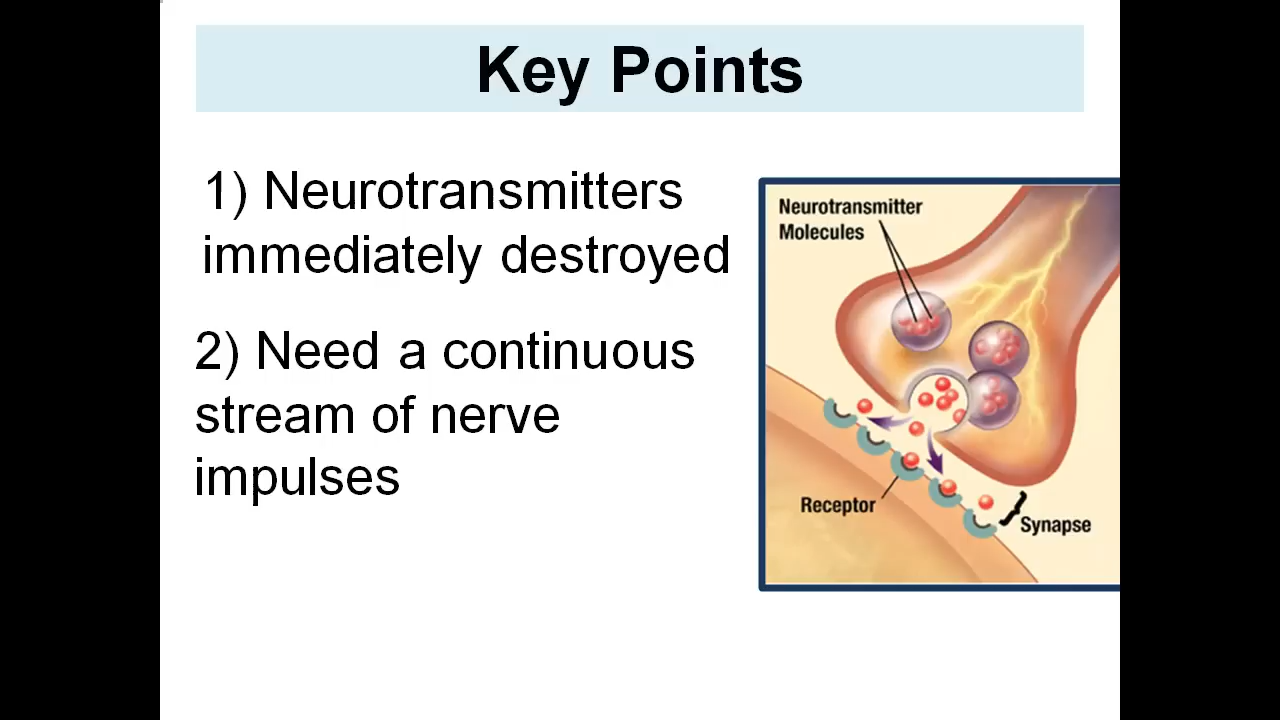 Key Points
1) Neurotransmitters
immediately destroyed
2) Need a continuous
stream of nerve
impulses
Neurotransmitter
Molecules
Receptor
Synapse